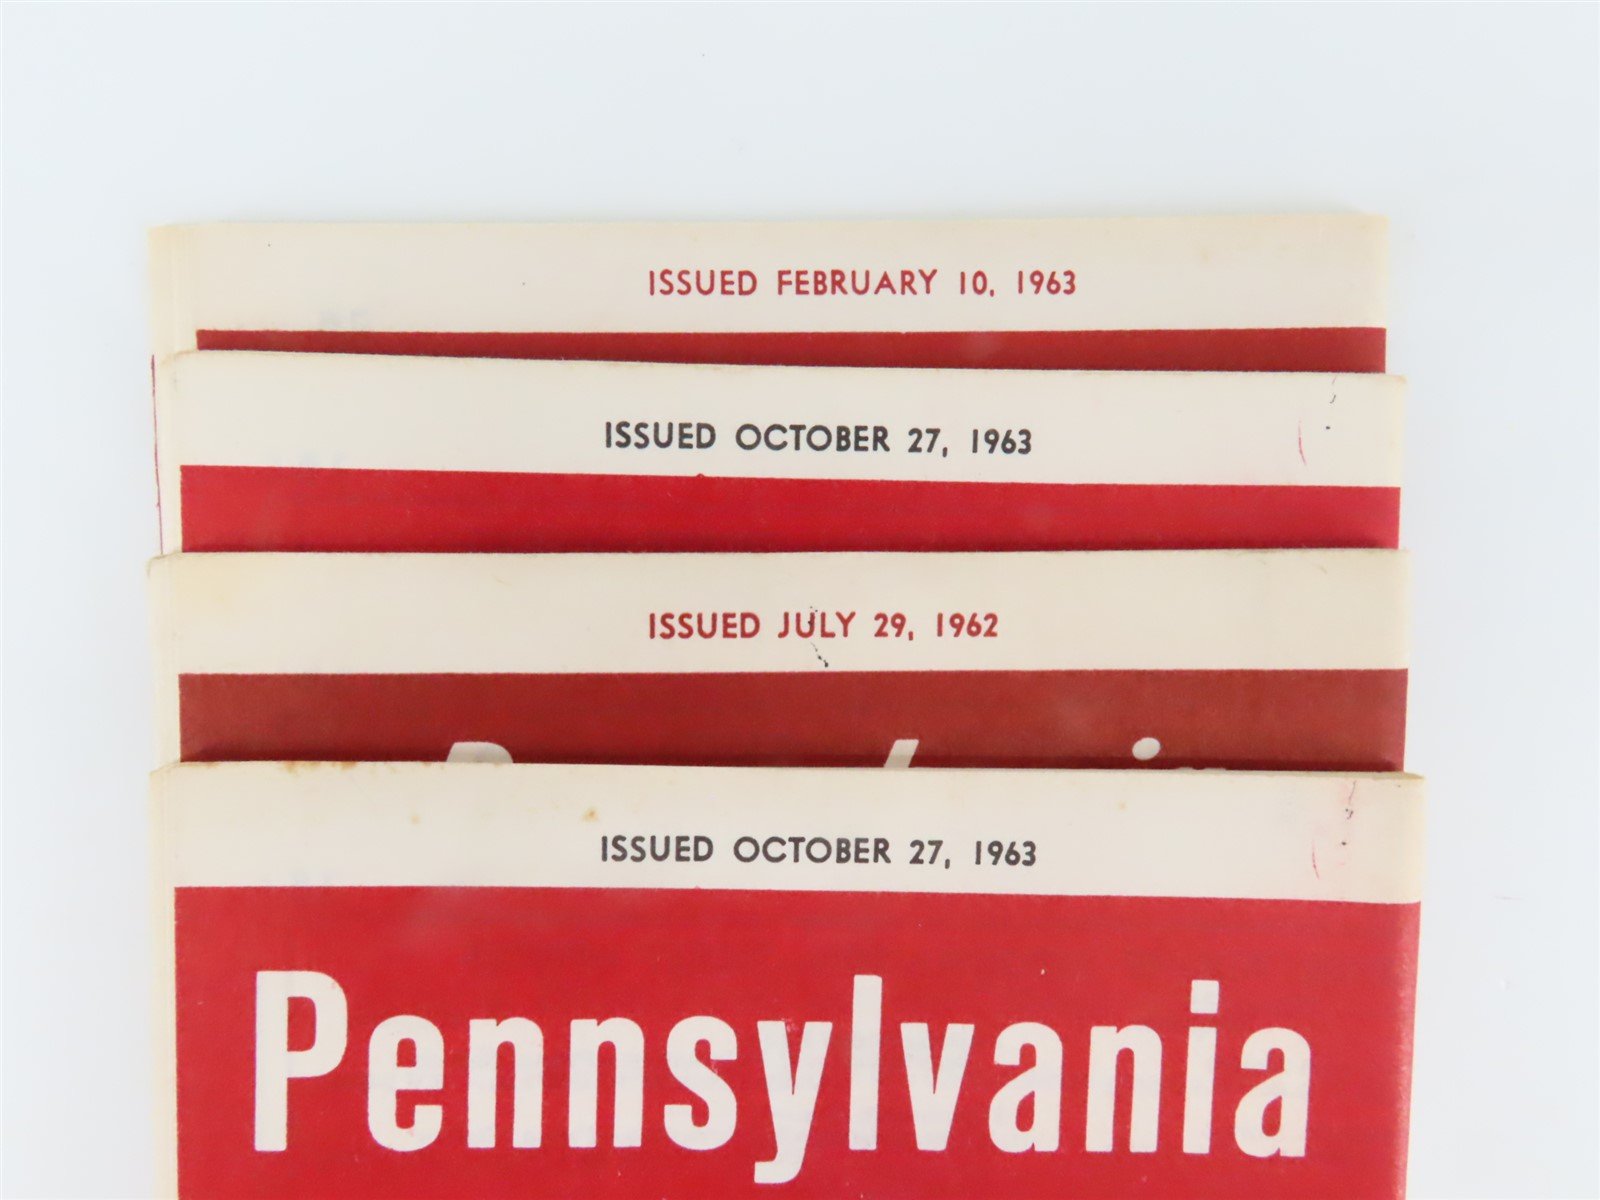 ISSUED FEBRUARY 10, 1963
ISSUED OCTOBER 27, 1963
ISSUED JULY 29, 1962
ISSUED OCTOBER 27, 1963
Pennsylvania